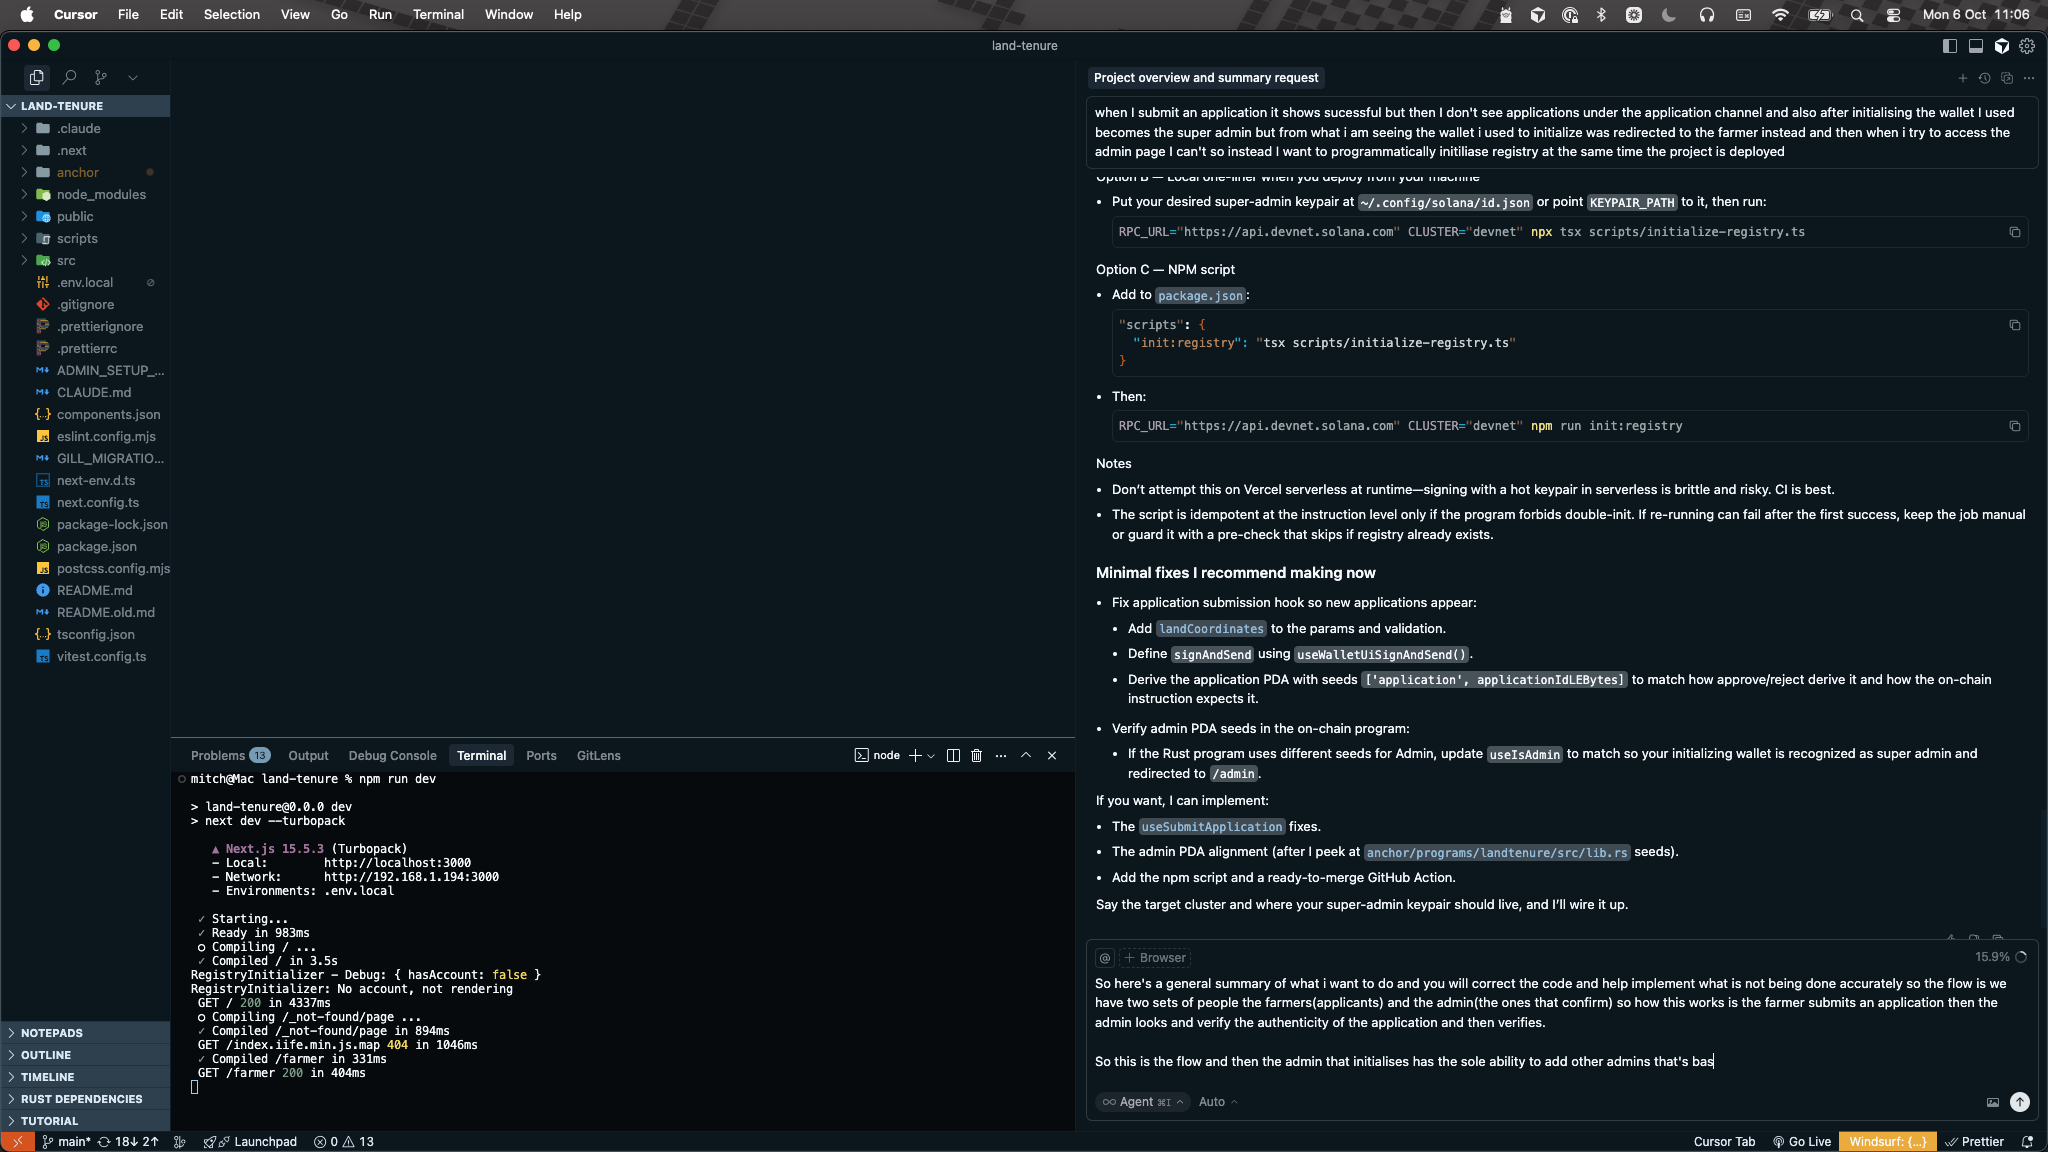 Cursor File Edit Selection View Go Run Terminal Window Help Mon 6 Oct 11:06
land-tenure
LAND-TENURE
.claude
.next
anchor
node_modules
public
scripts
src
.env.local
.gitignore
.prettierignore
.prettierrc
ADMIN_SETUP_...
CLAUDE.md
components.json
eslint.config.mjs
GILL_MIGRATIO...
next-env.d.ts
next.config.ts
package-lock.json
package.json
postcss.config.mjs
README.md
README.old.md
tsconfig.json
vitest.config.ts
NOTEPADS
OUTLINE
TIMELINE
RUST DEPENDENCIES
TUTORIAL
Problems 13 Output Debug Console Terminal Ports GitLens node
mitch@Mac land-tenure % npm run dev
> land-tenure@0.0.0 dev
> next dev --turbopack
▲ Next.js 15.5.3 (Turbopack)
- Local: http://localhost:3000
- Network: http://192.168.1.194:3000
- Environments: .env.local
✓ Starting...
✓ Ready in 983ms
○ Compiling / ...
✓ Compiled / in 3.5s
RegistryInitializer - Debug: { hasAccount: false }
RegistryInitializer: No account, not rendering
GET / 200 in 4337ms
○ Compiling /_not-found/page ...
✓ Compiled /_not-found/page in 894ms
GET /index.iife.min.js.map 404 in 1046ms
✓ Compiled /farmer in 331ms
GET /farmer 200 in 404ms
Project overview and summary request
when I submit an application it shows sucessful but then I don't see applications under the application channel and also after initialising the wallet I used
becomes the super admin but from what i am seeing the wallet i used to initialize was redirected to the farmer instead and then when i try to access the
admin page I can't so instead I want to programmatically initiliase registry at the same time the project is deployed
Option B — Local one-liner when you deploy from your machine
• Put your desired super-admin keypair at ~/.config/solana/id.json or point KEYPAIR_PATH to it, then run:
RPC_URL="https://api.devnet.solana.com" CLUSTER="devnet" npx tsx scripts/initialize-registry.ts
Option C — NPM script
• Add to package.json:
"scripts": {
"init:registry": "tsx scripts/initialize-registry.ts"
}
• Then:
RPC_URL="https://api.devnet.solana.com" CLUSTER="devnet" npm run init:registry
Notes
• Don't attempt this on Vercel serverless at runtime—signing with a hot keypair in serverless is brittle and risky. CI is best.
• The script is idempotent at the instruction level only if the program forbids double-init. If re-running can fail after the first success, keep the job manual
or guard it with a pre-check that skips if registry already exists.
Minimal fixes I recommend making now
• Fix application submission hook so new applications appear:
• Add landCoordinates to the params and validation.
• Define signAndSend using useWalletUiSignAndSend().
• Derive the application PDA with seeds ['application', applicationIdLEBytes] to match how approve/reject derive it and how the on-chain
instruction expects it.
• Verify admin PDA seeds in the on-chain program:
• If the Rust program uses different seeds for Admin, update useIsAdmin to match so your initializing wallet is recognized as super admin and
redirected to /admin.
If you want, I can implement:
• The useSubmitApplication fixes.
• The admin PDA alignment (after I peek at anchor/programs/landtenure/src/lib.rs seeds).
• Add the npm script and a ready-to-merge GitHub Action.
Say the target cluster and where your super-admin keypair should live, and I'll wire it up.
@ + Browser 15.9%
So here's a general summary of what i want to do and you will correct the code and help implement what is not being done accurately so the flow is we
have two sets of people the farmers(applicants) and the admin(the ones that confirm) so how this works is the farmer submits an application then the
admin looks and verify the authenticity of the application and then verifies.
So this is the flow and then the admin that initialises has the sole ability to add other admins that's bas
∞ Agent ⌘I Auto
main* 18↓ 2↑ Launchpad 0 13 Cursor Tab Go Live Windsurf: {...} Prettier